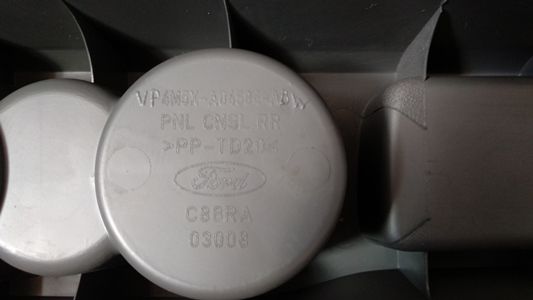 PNL CNSL RR
>PP-TD20<
Ford
C88RA
03008